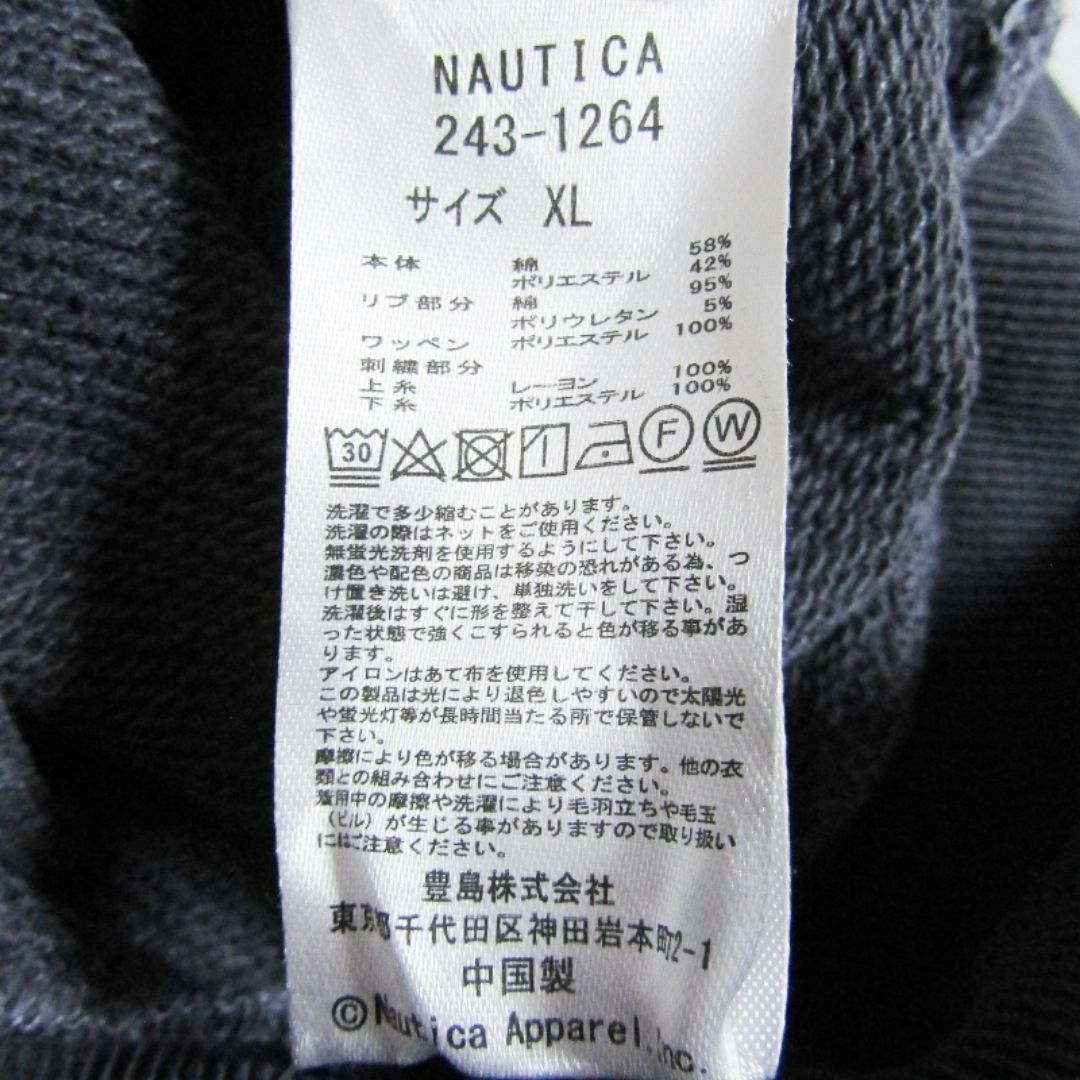 NAUTICA
243-1264
サイズ XL
本体 綿 58%
ポリエステル 42%
リブ部分 綿 95%
ポリウレタン 5%
ワッペン ポリエステル 100%
刺繍部分
上糸 レーヨン 100%
下糸 ポリエステル 100%
30 F W
洗濯で多少縮むことがあります。
洗濯の際はネットをご使用ください。
無蛍光洗剤を使用するようにして下さい。
濃色や配色の商品は移染の恐れがある為、つ
け置き洗いは避け、単独洗いをして下さい。
洗濯後はすぐに形を整えて干して下さい。湿
った状態で強くこすられると色が移る事があ
ります。
アイロンはあて布を使用してください。
この製品は光により退色しやすいので太陽光
や蛍光灯等が長時間当たる所で保管しないで
下さい。
摩擦により色が移る場合があります。他の衣
類との組み合わせにご注意ください。
着用中の摩擦や洗濯により毛羽立ちや毛玉
（ピル）が生じる事がありますので取り扱い
にはご注意ください。
豊島株式会社
東京都千代田区神田岩本町2-1
中国製
©Nautica Apparel,Inc.